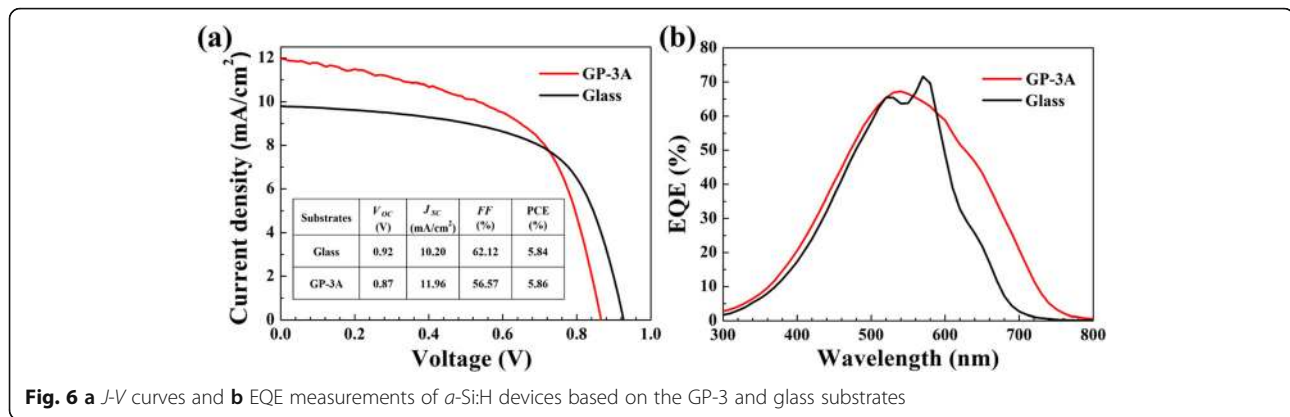 (a)
12
10
8
6
4
2
0
Current density (mA/cm²)
GP-3A
Glass
Substrates V_OC (V) J_SC (mA/cm²) FF (%) PCE (%)
Glass 0.92 10.20 62.12 5.84
GP-3A 0.87 11.96 56.57 5.86
0.0 0.2 0.4 0.6 0.8 1.0
Voltage (V)
(b)
80
70
60
50
40
30
20
10
0
EQE (%)
GP-3A
Glass
300 400 500 600 700 800
Wavelength (nm)
Fig. 6 a J-V curves and b EQE measurements of a-Si:H devices based on the GP-3 and glass substrates